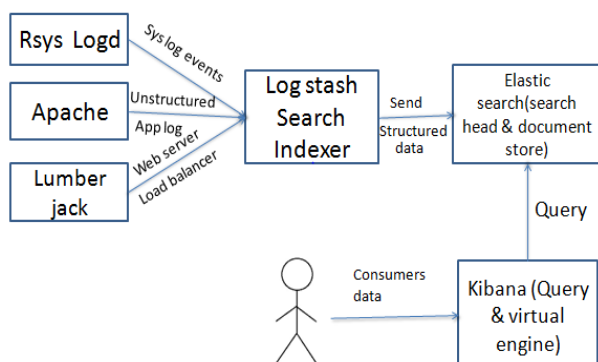 Rsys Logd
Sys log events
Apache
Unstructured
App log
Lumber
jack
Web server
Load balancer
Log stash
Search
Indexer
Send
Structured
data
Elastic
search(search
head & document
store)
Query
Consumers
data
Kibana (Query
& virtual
engine)